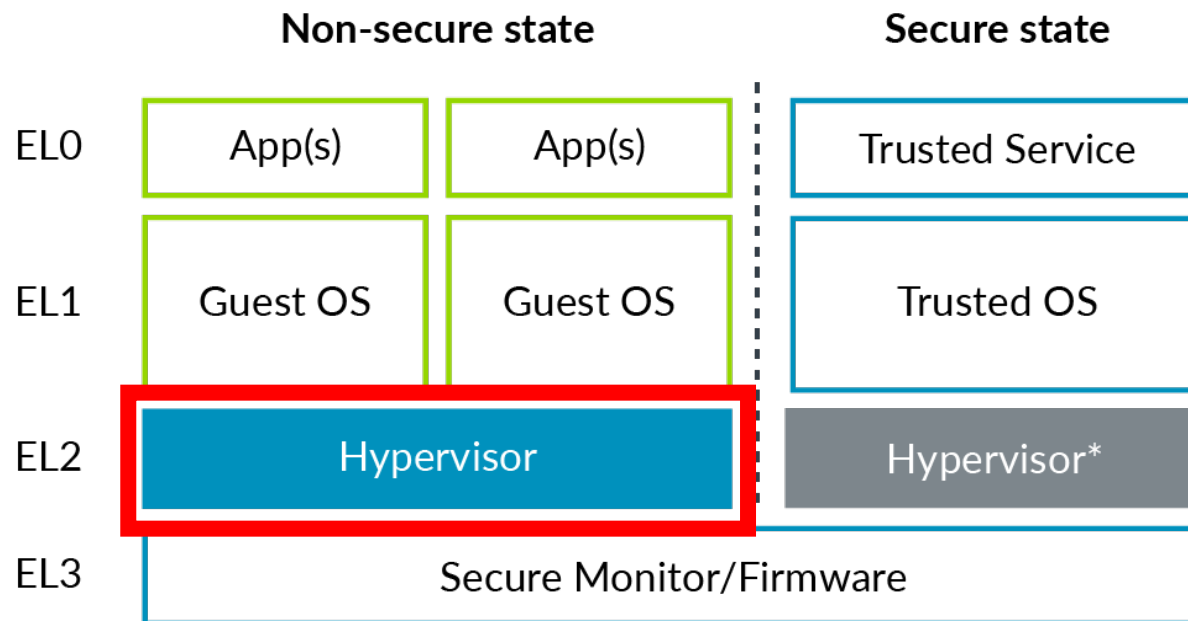 Non-secure state Secure state
EL0 App(s) App(s) Trusted Service
EL1 Guest OS Guest OS Trusted OS
EL2 Hypervisor Hypervisor*
EL3 Secure Monitor/Firmware